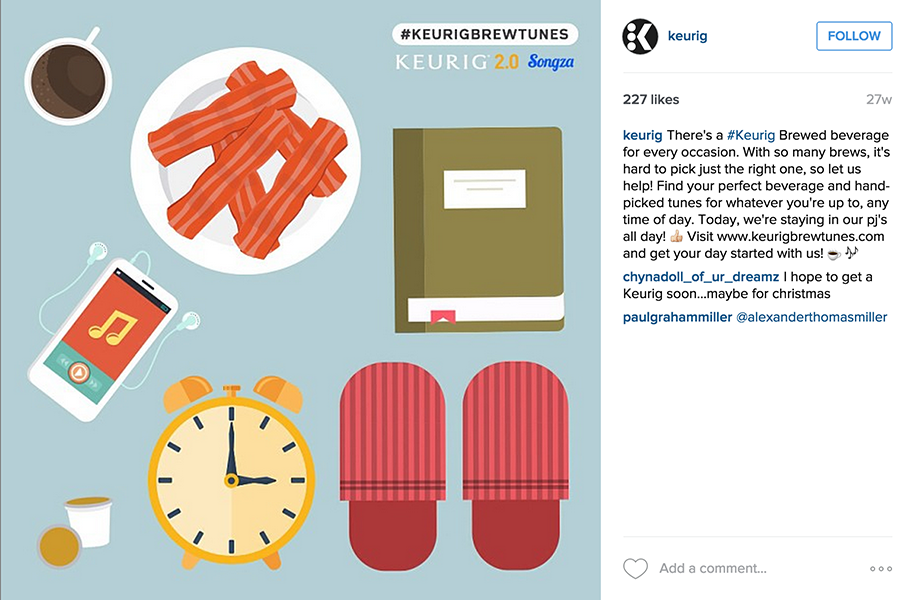 #KEURIGBREWTUNES
KEURIG 2.0 Songza
keurig
FOLLOW
227 likes
27w
keurig There's a #Keurig Brewed beverage
for every occasion. With so many brews, it's
hard to pick just the right one, so let us
help! Find your perfect beverage and hand-
picked tunes for whatever you're up to, any
time of day. Today, we're staying in our pj's
all day! 👍🏻 Visit www.keurigbrewtunes.com
and get your day started with us! ☕ 🎶
chynadoll_of_ur_dreamz I hope to get a
Keurig soon...maybe for christmas
paulgrahammiller @alexanderthomasmiller
Add a comment...